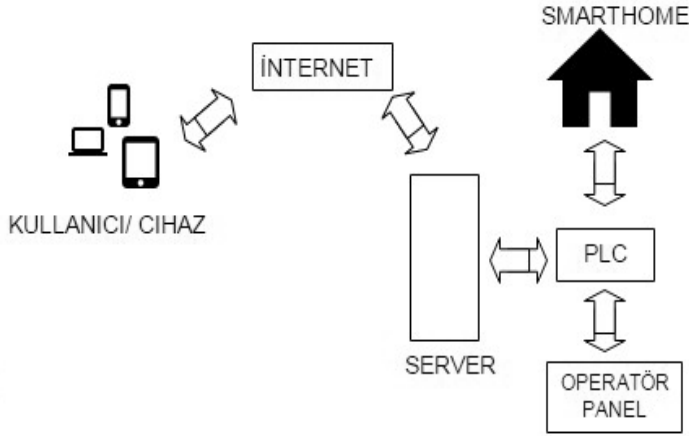 SMARTHOME
İNTERNET
KULLANICI/ CIHAZ
PLC
SERVER
OPERATÖR
PANEL